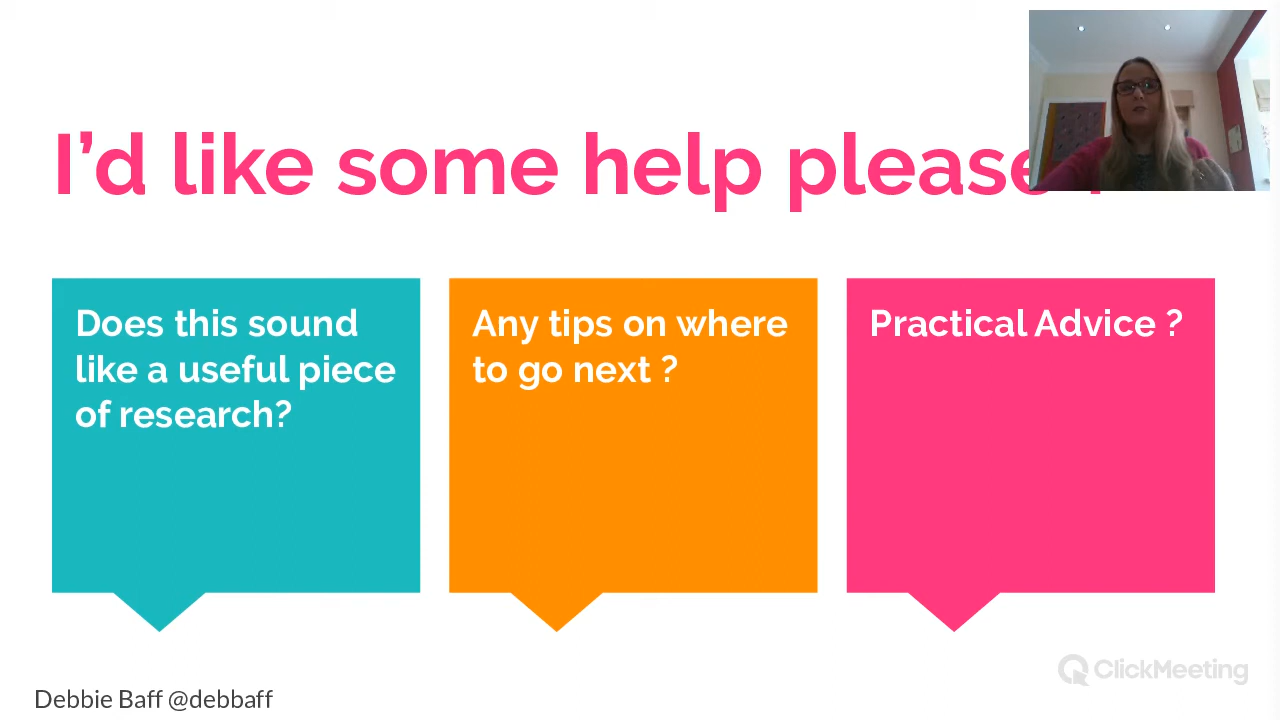 I'd like some help please
Does this sound
like a useful piece
of research?
Any tips on where
to go next ?
Practical Advice ?
ClickMeeting
Debbie Baff @debbaff